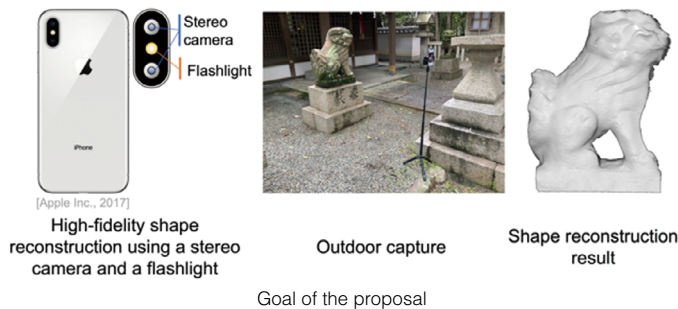 Stereo
camera
Flashlight
iPhone
[Apple Inc., 2017]
High-fidelity shape
reconstruction using a stereo
camera and a flashlight
Outdoor capture
Shape reconstruction
result
Goal of the proposal